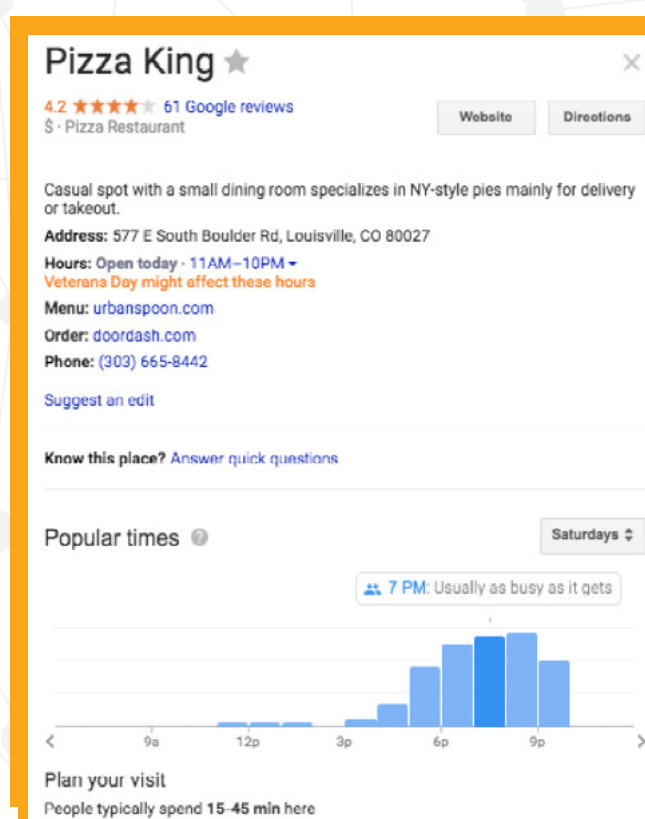 Pizza King
4.2 61 Google reviews
$ · Pizza Restaurant
Website
Directions
Casual spot with a small dining room specializes in NY-style pies mainly for delivery
or takeout.
Address: 577 E South Boulder Rd, Louisville, CO 80027
Hours: Open today · 11AM–10PM
Veterans Day might affect these hours
Menu: urbanspoon.com
Order: doordash.com
Phone: (303) 665-8442
Suggest an edit
Know this place? Answer quick questions
Popular times ?
Saturdays
7 PM: Usually as busy as it gets
9a 12p 3p 6p 9p
Plan your visit
People typically spend 15-45 min here